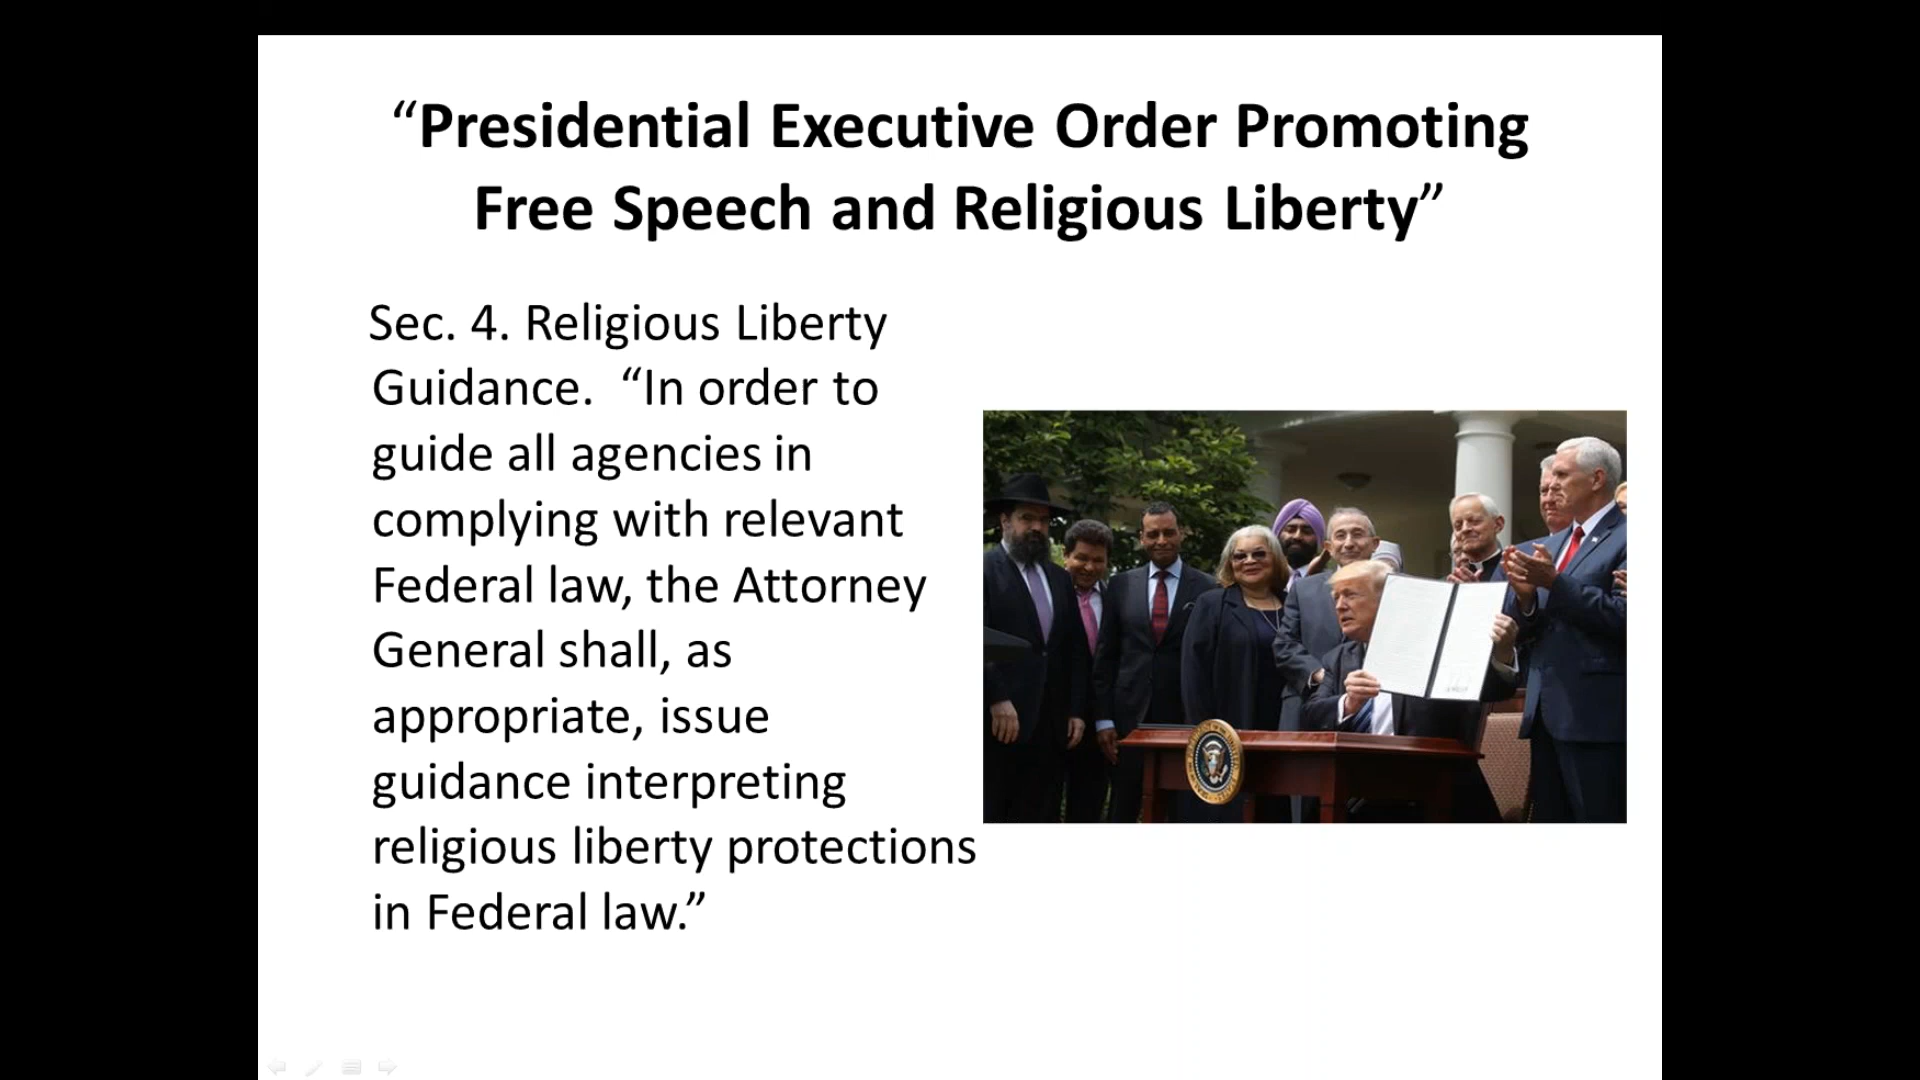 “Presidential Executive Order Promoting
Free Speech and Religious Liberty”
Sec. 4. Religious Liberty
Guidance.  “In order to
guide all agencies in
complying with relevant
Federal law, the Attorney
General shall, as
appropriate, issue
guidance interpreting
religious liberty protections
in Federal law.”